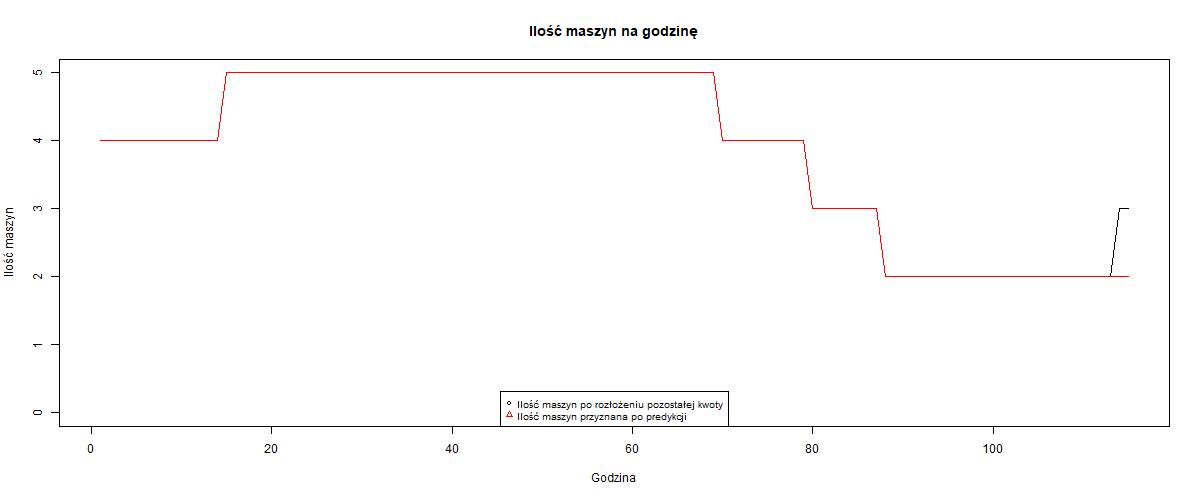 Ilość maszyn na godzinę
Ilość maszyn
5
4
3
2
1
0
Ilość maszyn po rozłożeniu pozostałej kwoty
Ilość maszyn przyznana po predykcji
0 20 40 60 80 100
Godzina